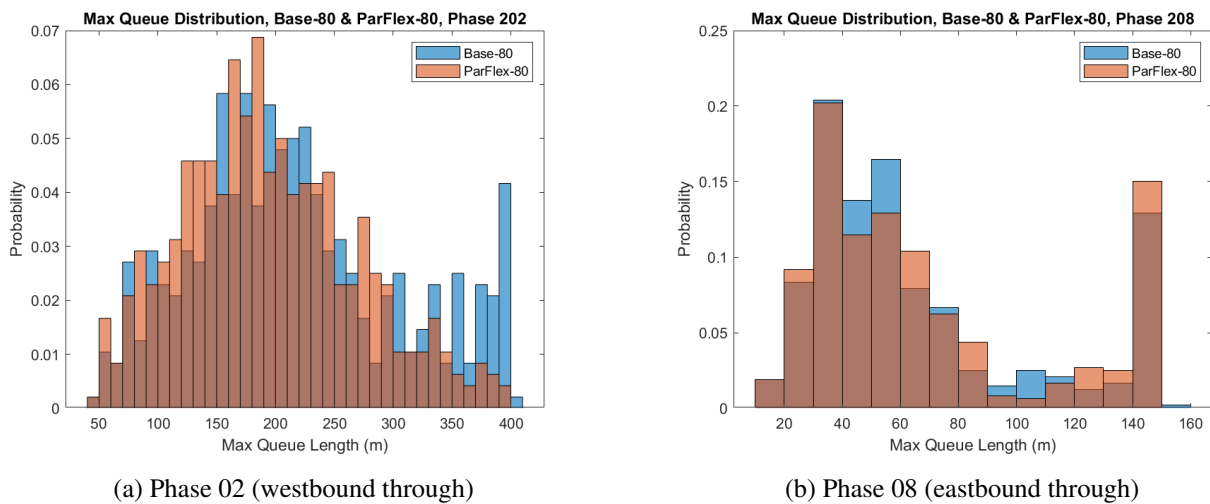 Max Queue Distribution, Base-80 & ParFlex-80, Phase 202
0.07
0.06
0.05
0.04
0.03
0.02
0.01
0
Probability
Base-80
ParFlex-80
50 100 150 200 250 300 350 400
Max Queue Length (m)
(a) Phase 02 (westbound through)
Max Queue Distribution, Base-80 & ParFlex-80, Phase 208
0.25
0.2
0.15
0.1
0.05
0
Probability
Base-80
ParFlex-80
20 40 60 80 100 120 140 160
Max Queue Length (m)
(b) Phase 08 (eastbound through)